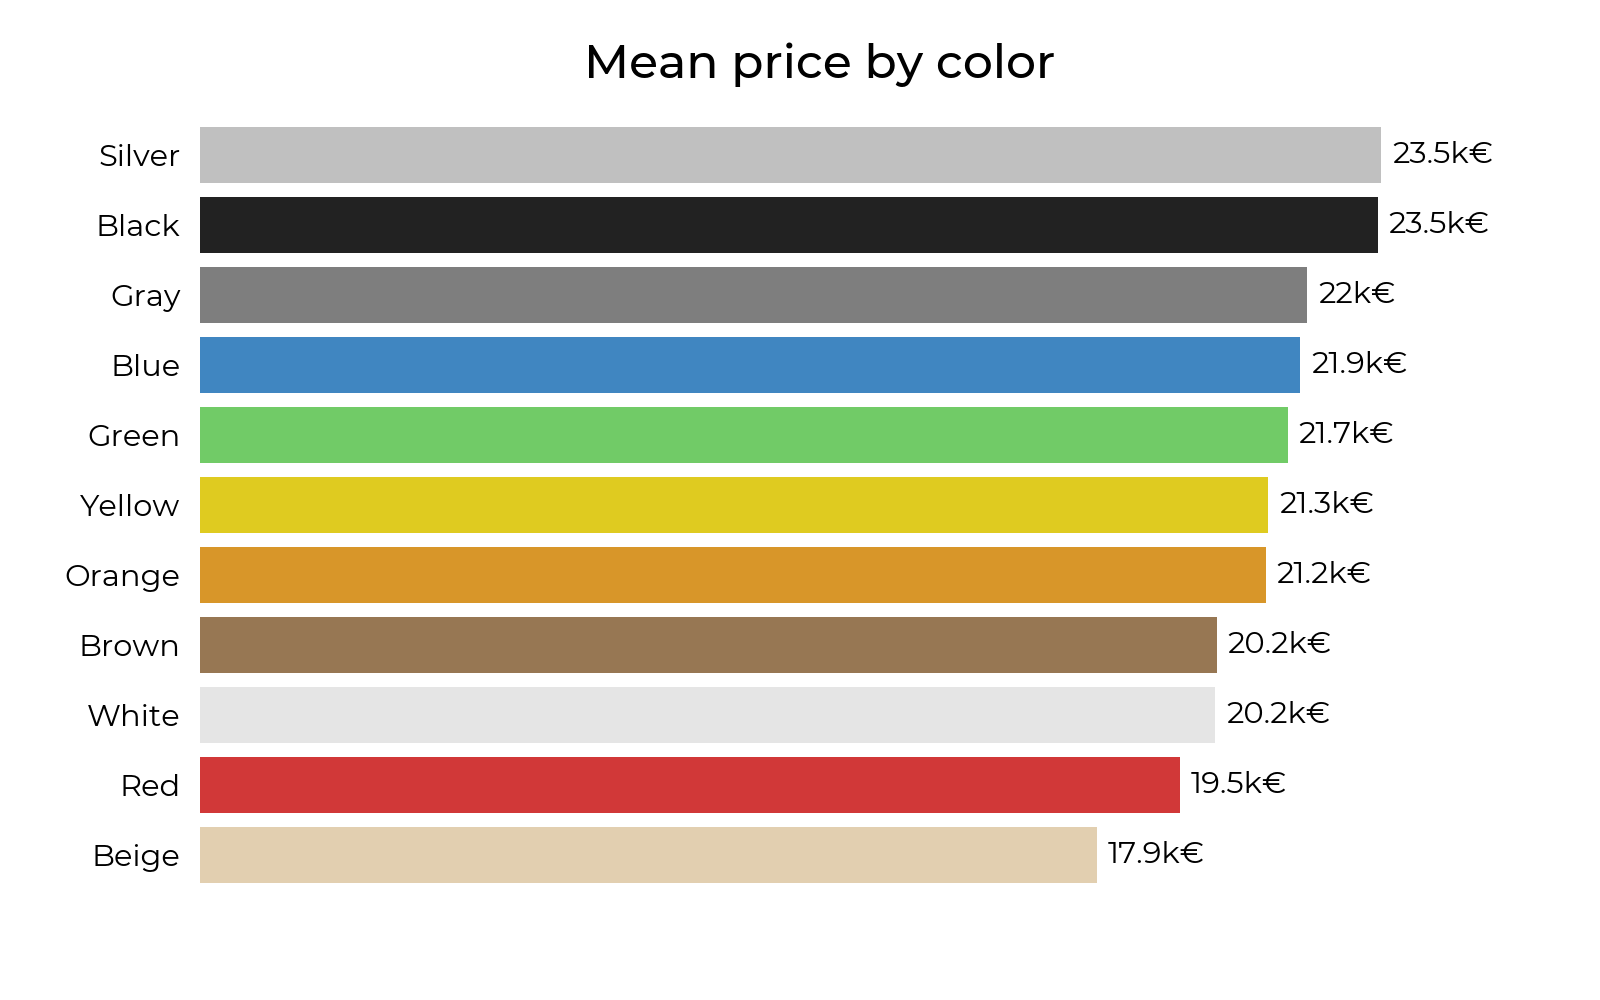 Mean price by color
Silver 23.5k€
Black 23.5k€
Gray 22k€
Blue 21.9k€
Green 21.7k€
Yellow 21.3k€
Orange 21.2k€
Brown 20.2k€
White 20.2k€
Red 19.5k€
Beige 17.9k€